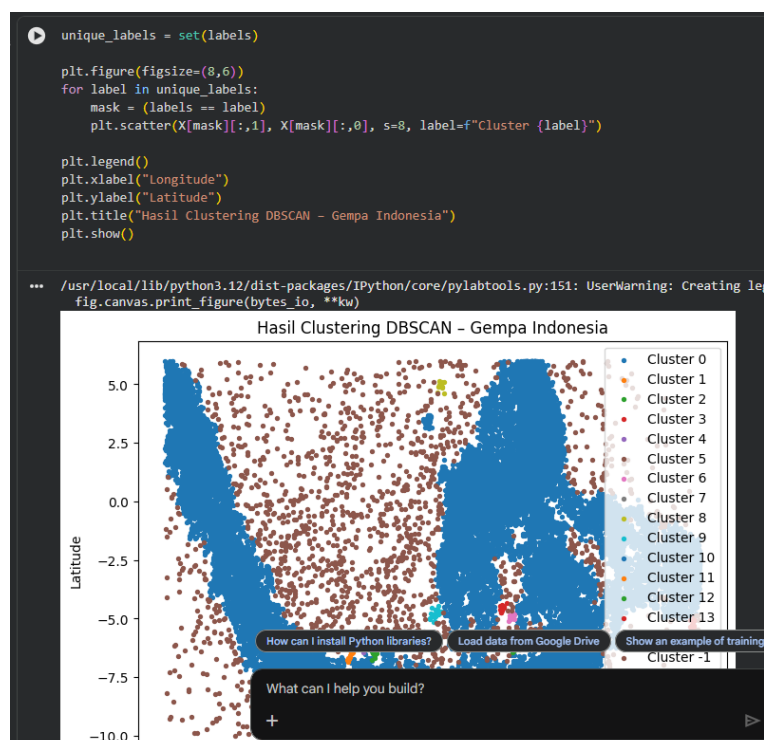 unique_labels = set(labels)
plt.figure(figsize=(8,6))
for label in unique_labels:
    mask = (labels == label)
    plt.scatter(X[mask][:,1], X[mask][:,0], s=8, label=f"Cluster {label}")
plt.legend()
plt.xlabel("Longitude")
plt.ylabel("Latitude")
plt.title("Hasil Clustering DBSCAN – Gempa Indonesia")
plt.show()
/usr/local/lib/python3.12/dist-packages/IPython/core/pylabtools.py:151: UserWarning: Creating
fig.canvas.print_figure(bytes_io, **kw)
Hasil Clustering DBSCAN – Gempa Indonesia
Cluster 0
Cluster 1
Cluster 2
Cluster 3
Cluster 4
Cluster 5
Cluster 6
Cluster 7
Cluster 8
Cluster 9
Cluster 10
Cluster 11
Cluster 12
Cluster 13
Cluster -1
5.0
2.5
0.0
−2.5
−5.0
−7.5
−10.0
Latitude
How can I install Python libraries?
Load data from Google Drive
Show an example of training
What can I help you build?